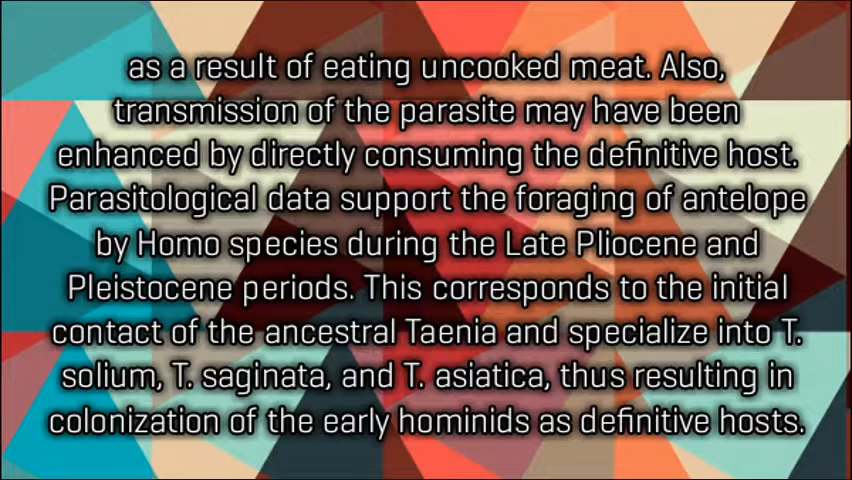 as a result of eating uncooked meat. Also,
transmission of the parasite may have been
enhanced by directly consuming the definitive host.
Parasitological data support the foraging of antelope
by Homo species during the Late Pliocene and
Pleistocene periods. This corresponds to the initial
contact of the ancestral Taenia and specialize into T.
solium, T. saginata, and T. asiatica, thus resulting in
colonization of the early hominids as definitive hosts.